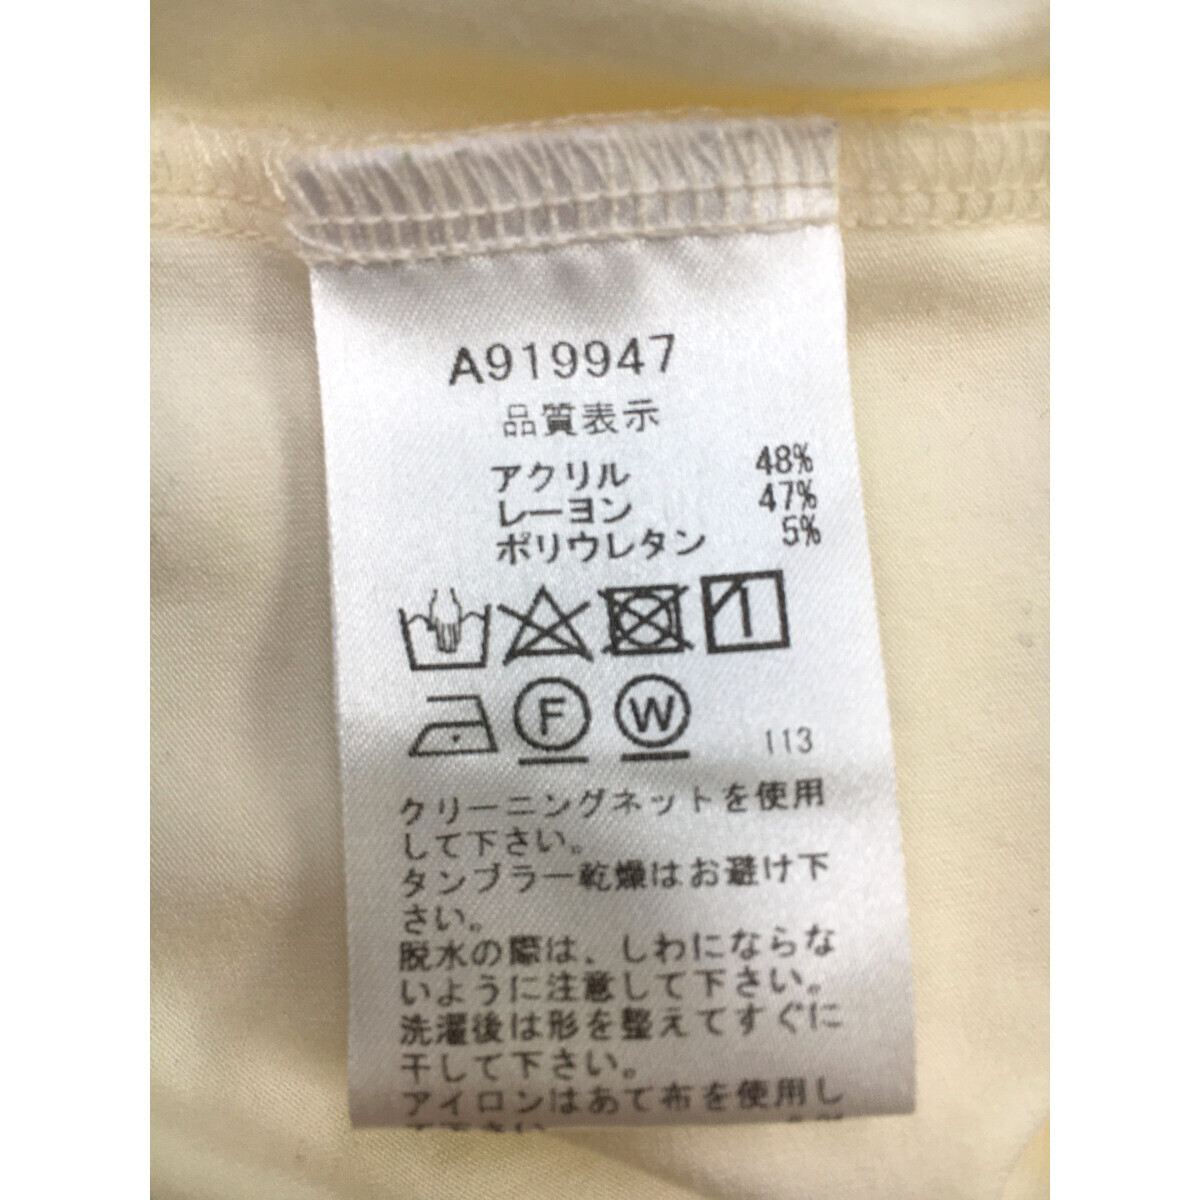 A919947
品質表示
アクリル 48%
レーヨン 47%
ポリウレタン 5%
F W 113
クリーニングネットを使用
して下さい。
タンブラー乾燥はお避け下
さい。
脱水の際は、しわにならな
いように注意して下さい。
洗濯後は形を整えてすぐに
干して下さい。
アイロンはあて布を使用し
て下さい